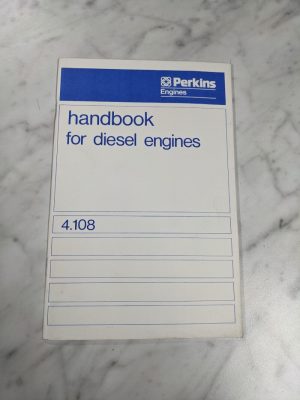 Perkins
Engines
handbook
for diesel engines
4.108